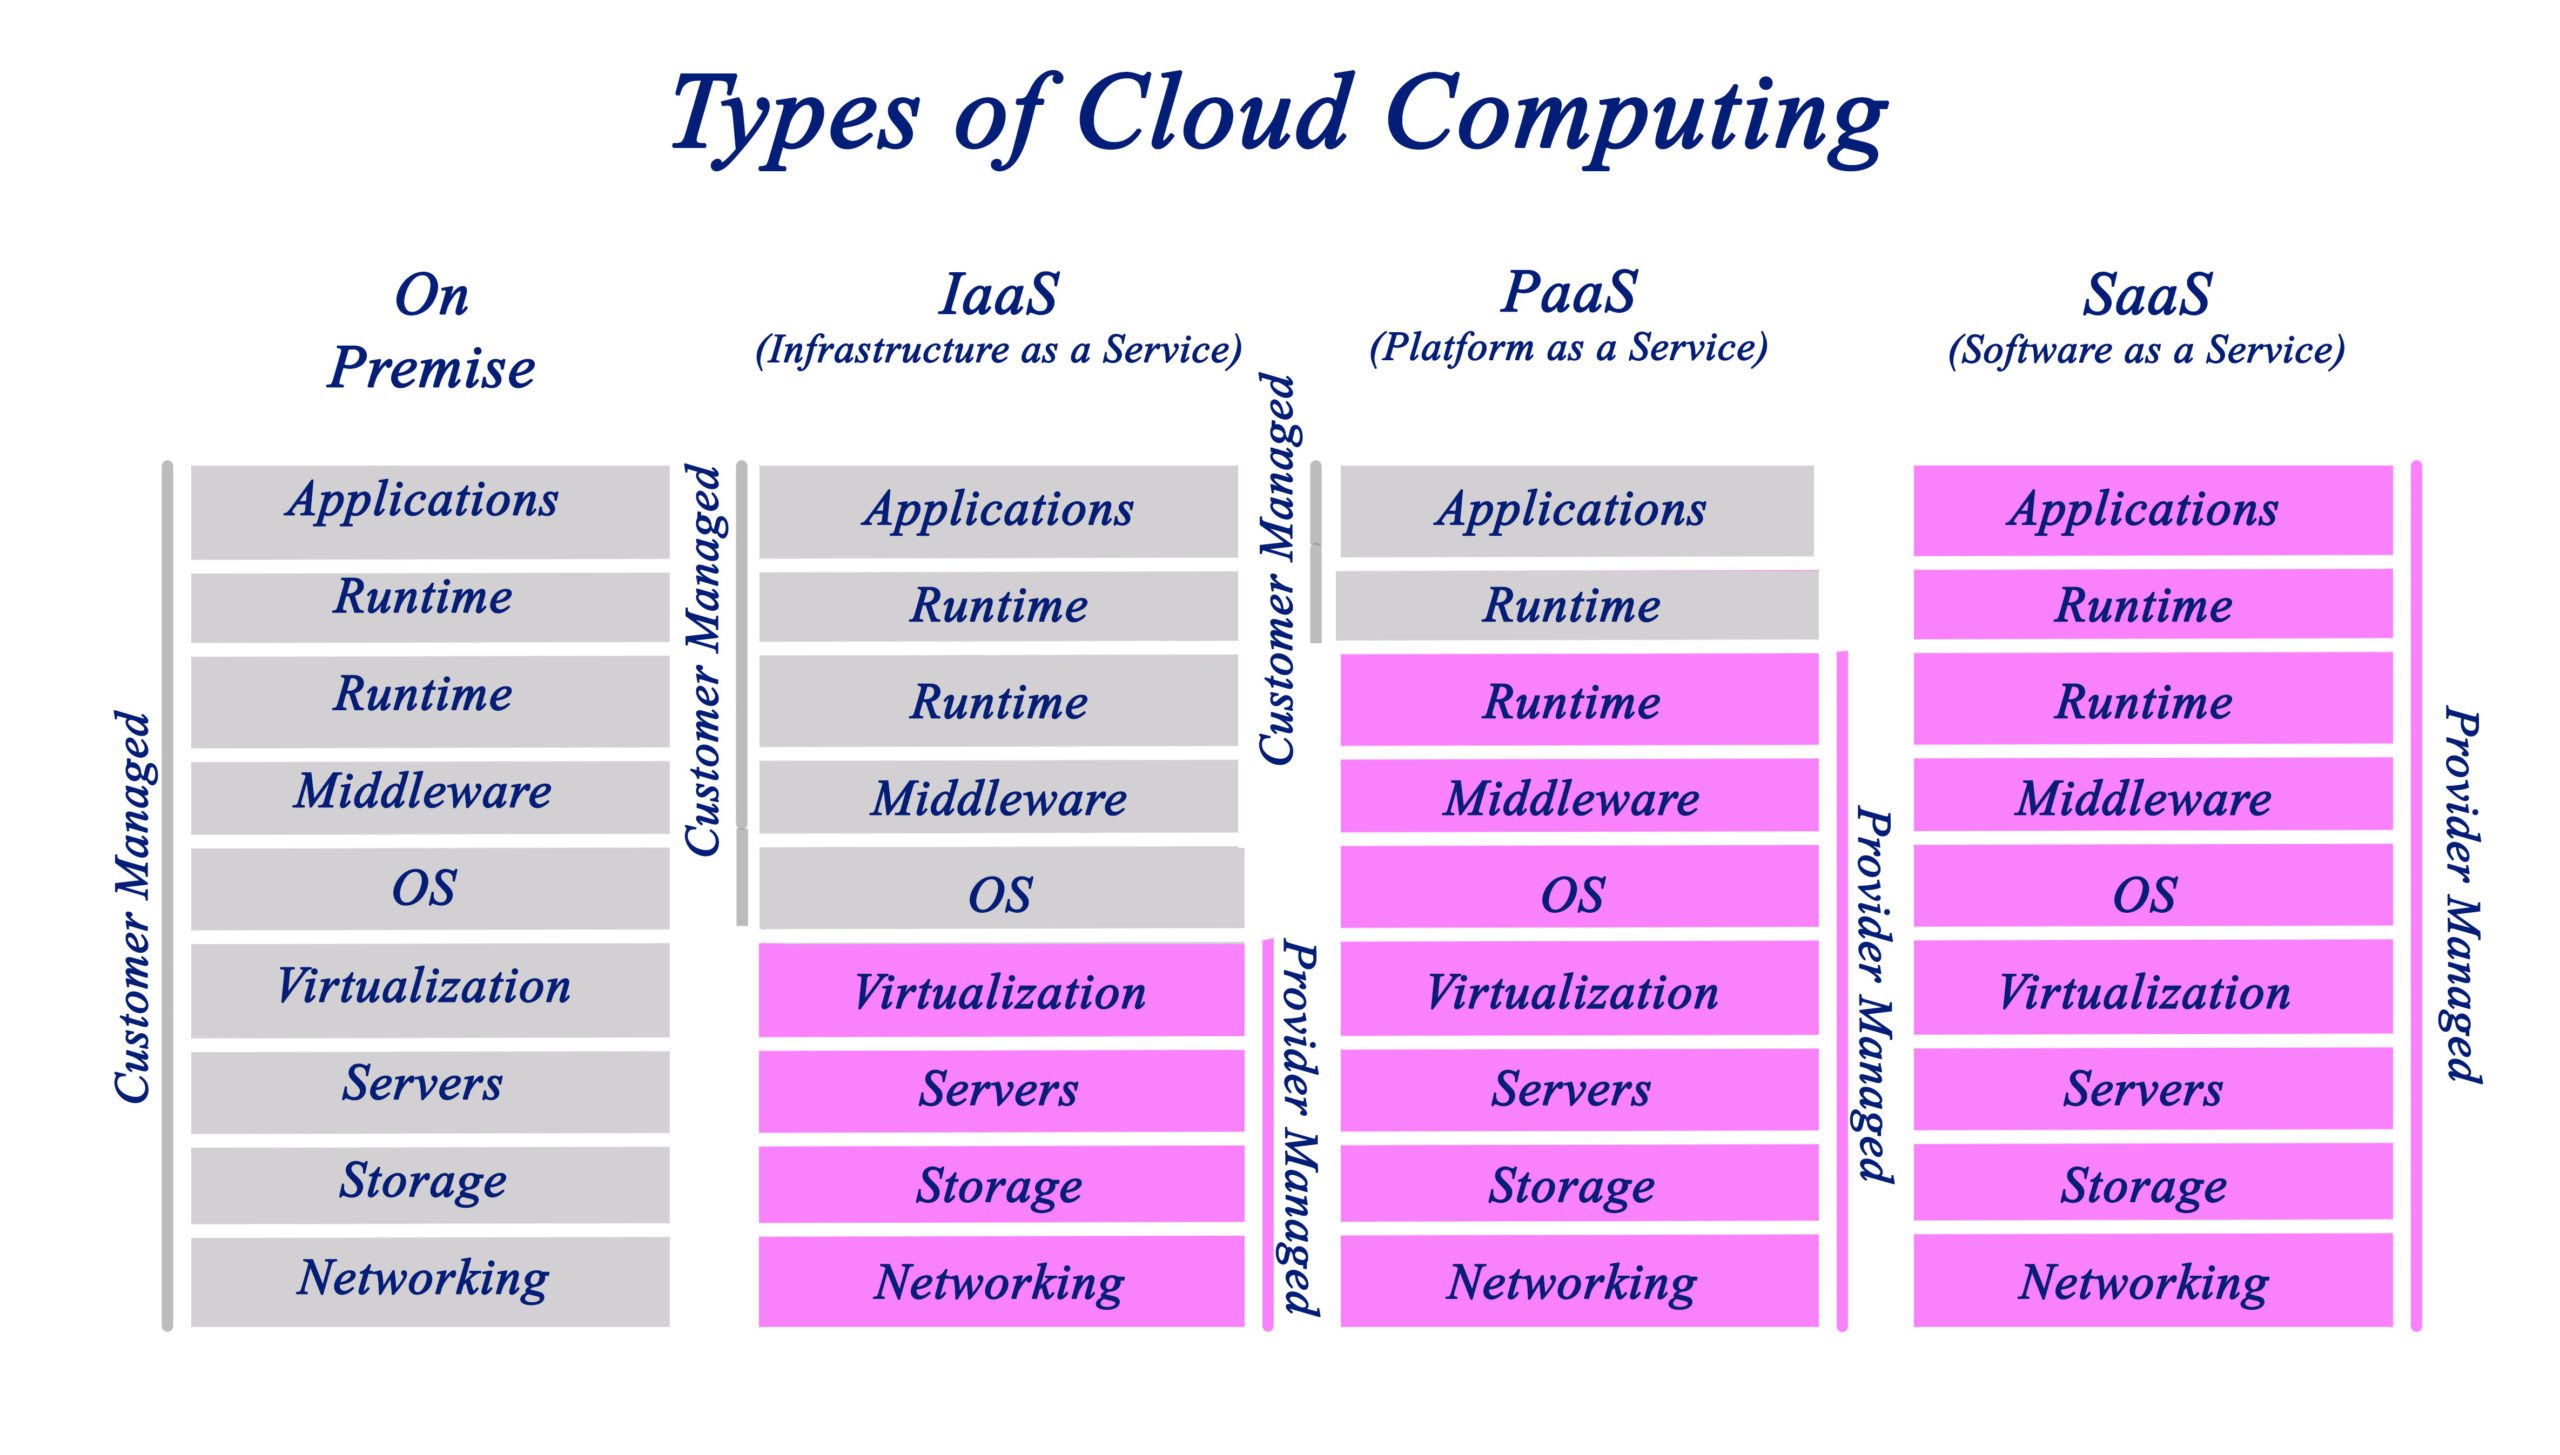 Types of Cloud Computing
On
Premise
Customer Managed
Applications
Runtime
Runtime
Middleware
OS
Virtualization
Servers
Storage
Networking
IaaS
(Infrastructure as a Service)
Customer Managed
Applications
Runtime
Runtime
Middleware
OS
Virtualization
Servers
Storage
Networking
Provider Managed
PaaS
(Platform as a Service)
Customer Managed
Applications
Runtime
Runtime
Middleware
OS
Virtualization
Servers
Storage
Networking
Provider Managed
SaaS
(Software as a Service)
Applications
Runtime
Runtime
Middleware
OS
Virtualization
Servers
Storage
Networking
Provider Managed